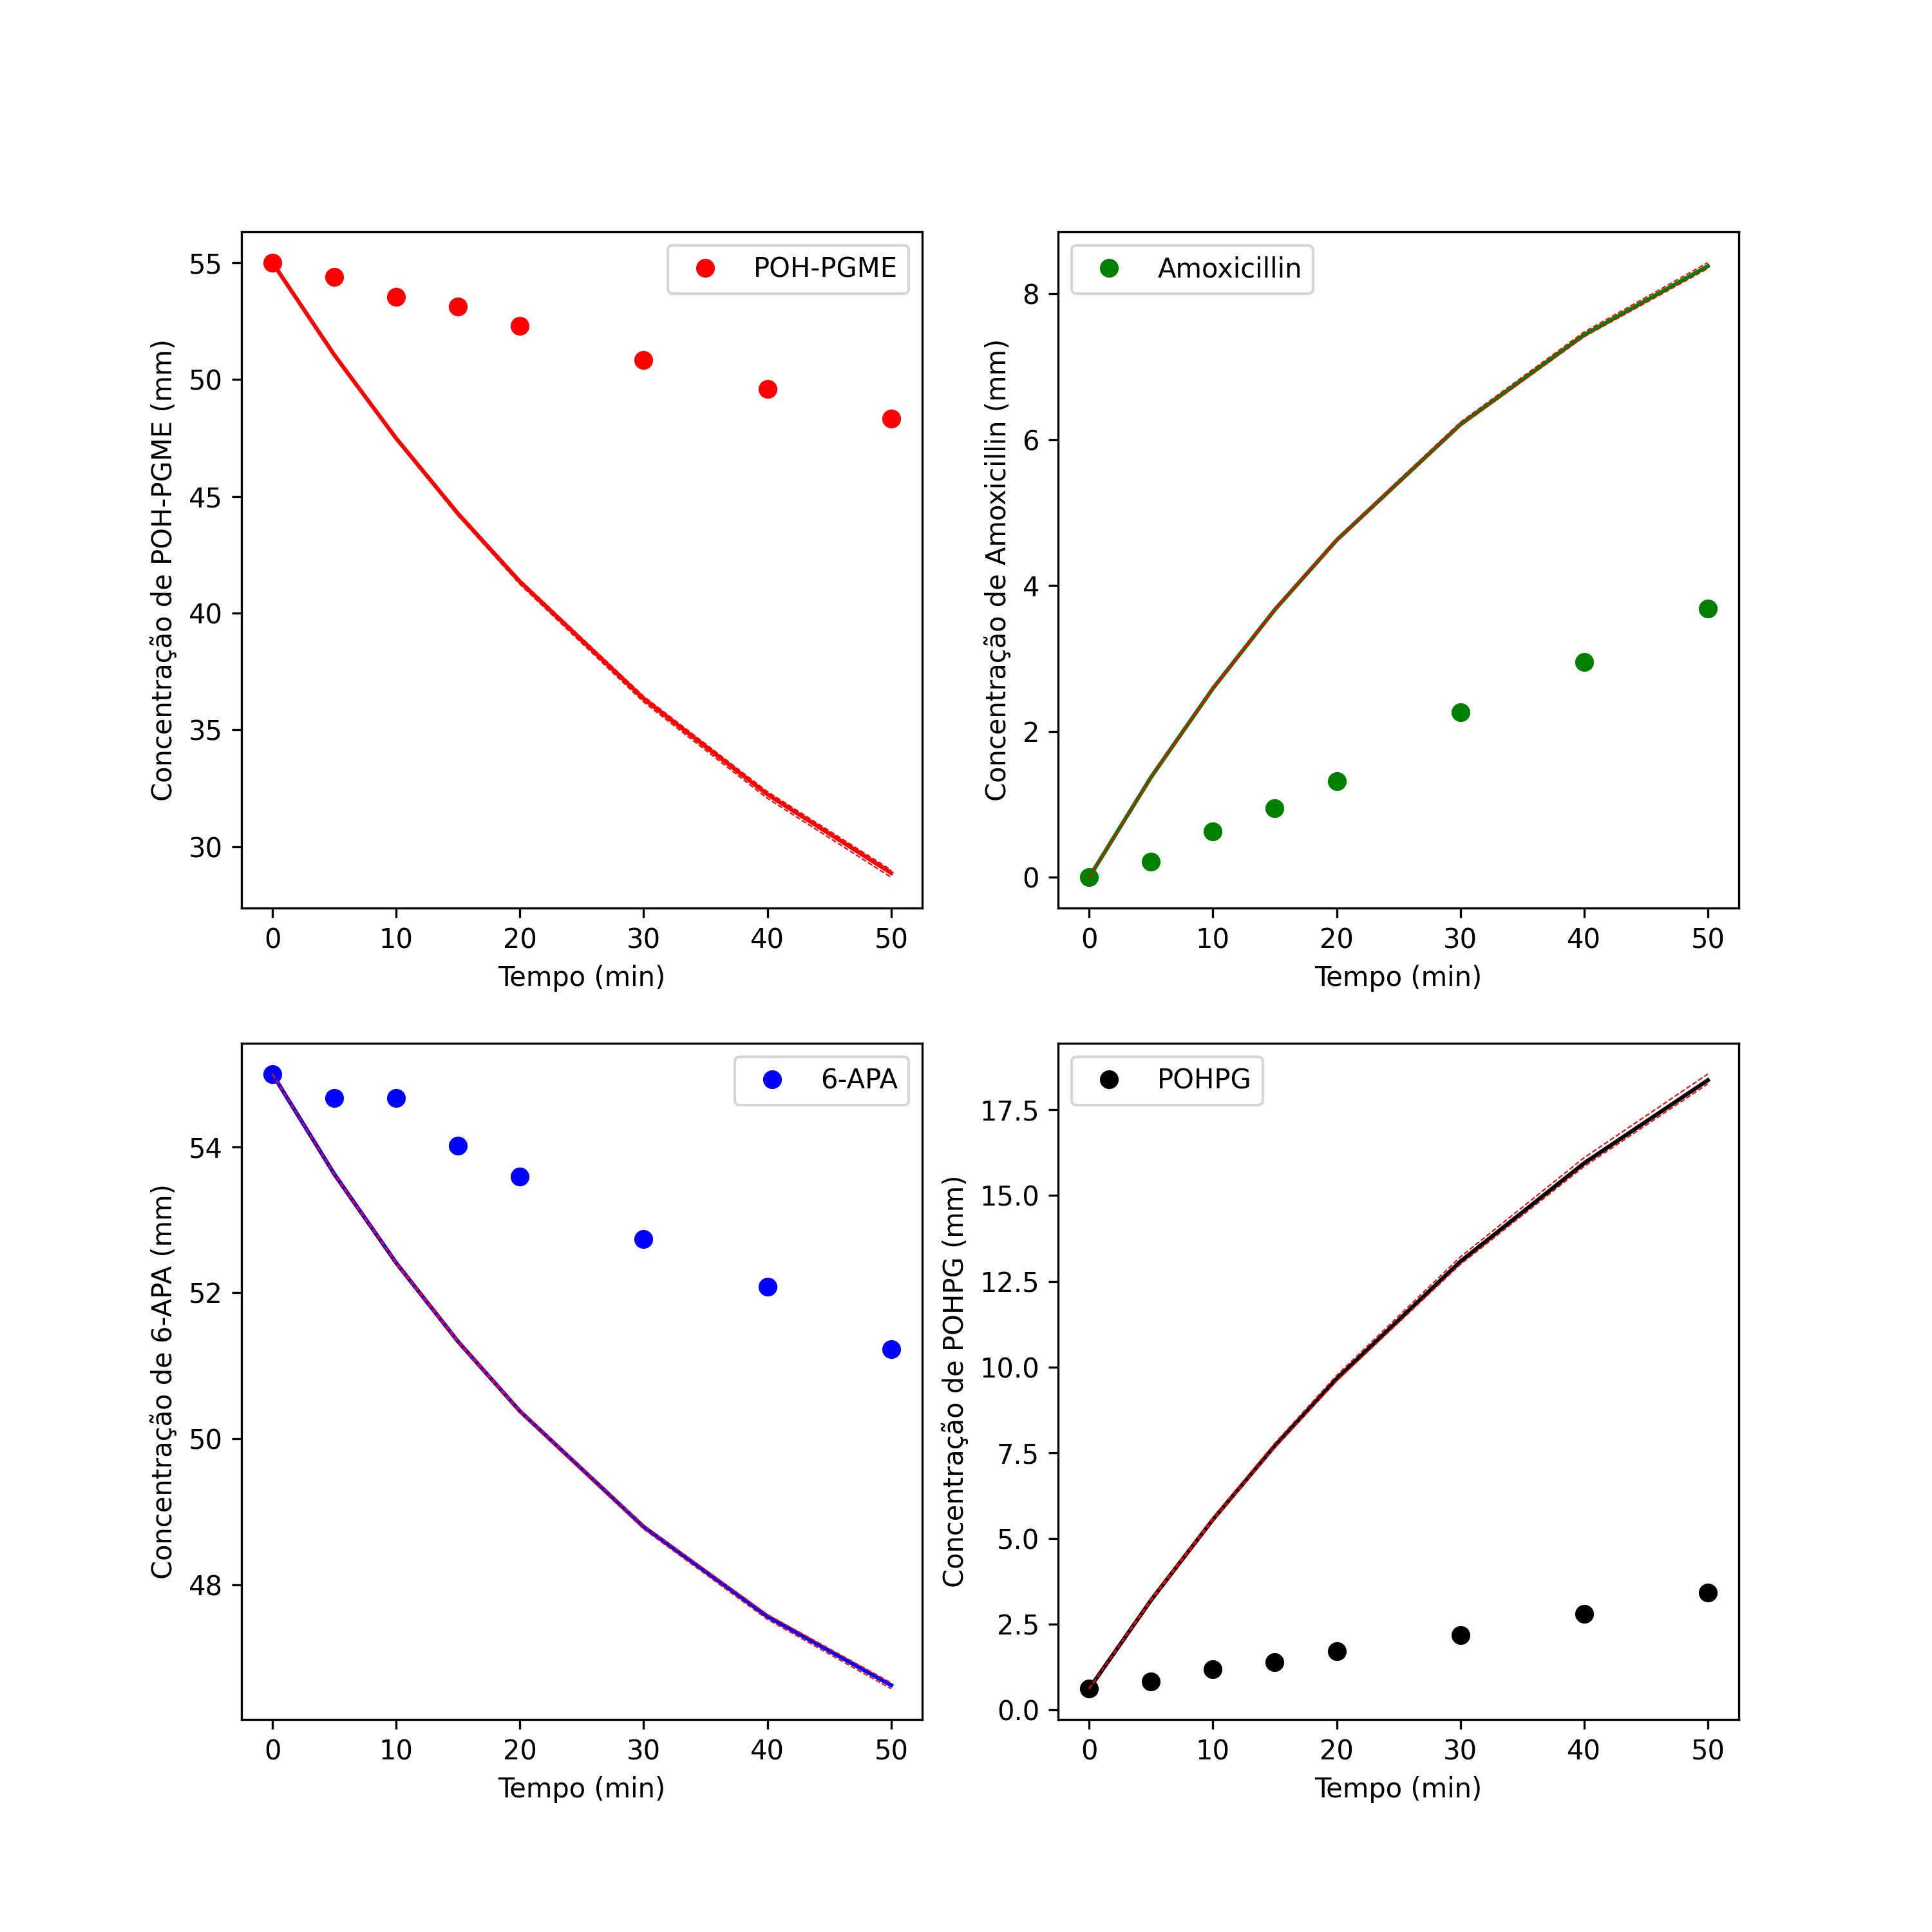 POH-PGME
55
50
45
40
35
30
Concentração de POH-PGME (mm)
0 10 20 30 40 50
Tempo (min)
Amoxicillin
8
6
4
2
0
Concentração de Amoxicillin (mm)
0 10 20 30 40 50
Tempo (min)
6-APA
54
52
50
48
Concentração de 6-APA (mm)
0 10 20 30 40 50
Tempo (min)
POHPG
17.5
15.0
12.5
10.0
7.5
5.0
2.5
0.0
Concentração de POHPG (mm)
0 10 20 30 40 50
Tempo (min)